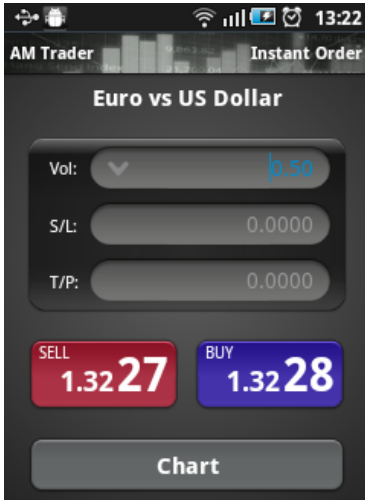 13:22
AM Trader Instant Order
Euro vs US Dollar
Vol: 0.50
S/L: 0.0000
T/P: 0.0000
SELL BUY
1.3227 1.3228
Chart